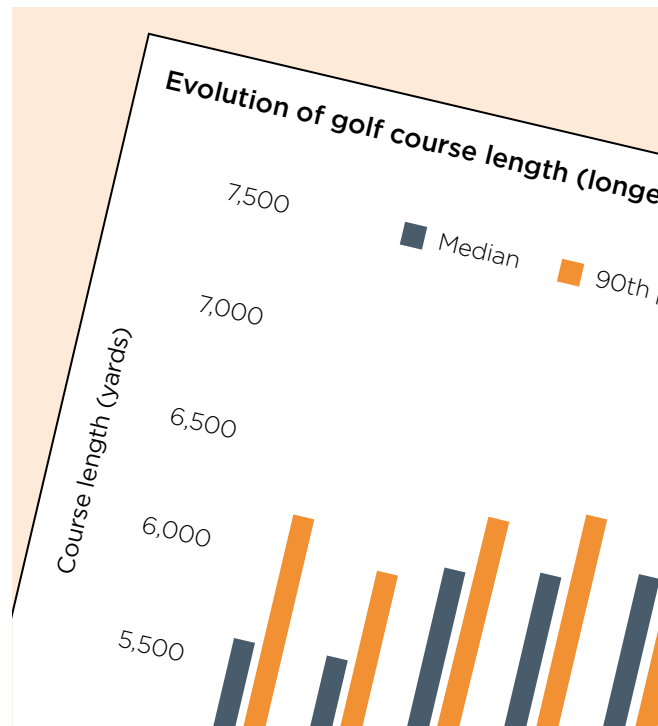 Evolution of golf course length (longe
7,500
Median
90th
7,000
6,500
Course length (yards)
6,000
5,500